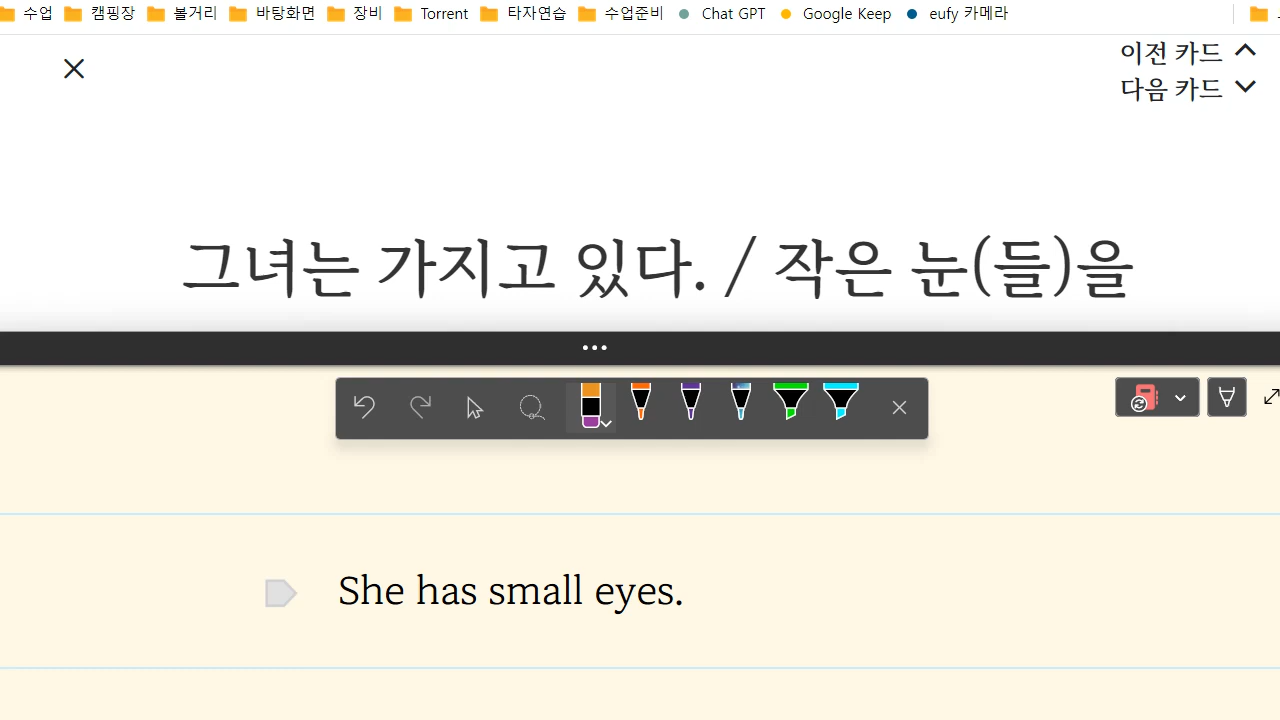 수업 캠핑장 볼거리 바탕화면 장비 Torrent 타자연습 수업준비 Chat GPT Google Keep eufy 카메라
이전 카드
다음 카드
그녀는 가지고 있다. / 작은 눈(들)을
She has small eyes.